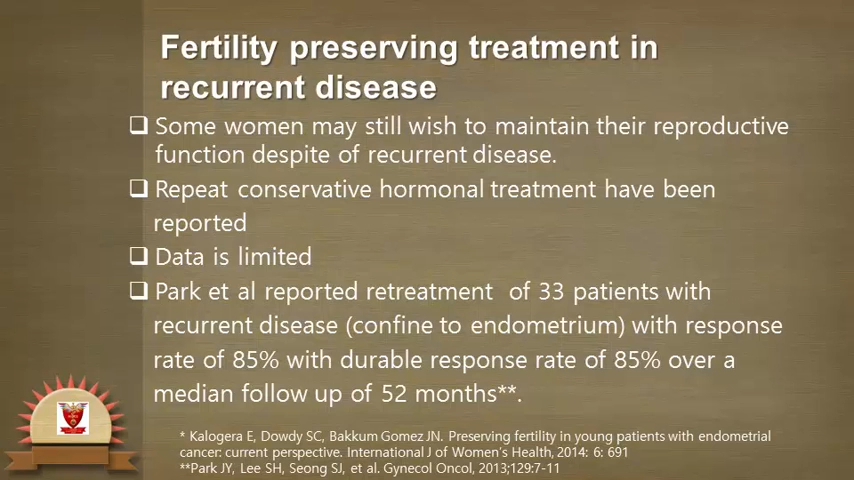 Fertility preserving treatment in
recurrent disease
❑ Some women may still wish to maintain their reproductive
function despite of recurrent disease.
❑ Repeat conservative hormonal treatment have been
reported
❑ Data is limited
❑ Park et al reported retreatment of 33 patients with
recurrent disease (confine to endometrium) with response
rate of 85% with durable response rate of 85% over a
median follow up of 52 months**.
* Kalogera E, Dowdy SC, Bakkum Gomez JN. Preserving fertility in young patients with endometrial
cancer: current perspective. International J of Women's Health, 2014: 6: 691
**Park JY, Lee SH, Seong SJ, et al. Gynecol Oncol, 2013;129:7-11